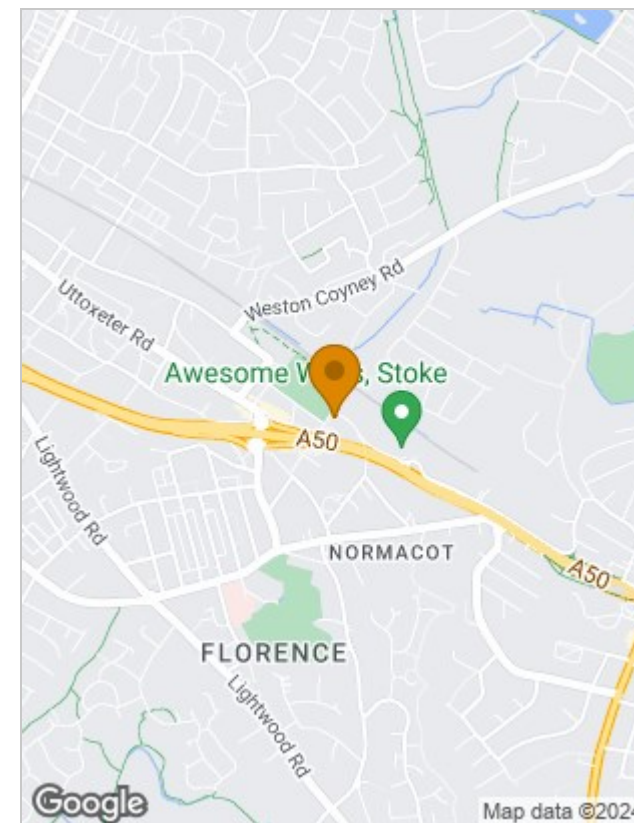 Weston Coyney Rd
Uttoxeter Rd
Awesome s, Stoke
A50
Lightwood Rd
NORMACOT
A50
FLORENCE
Lightwood Rd
Google
Map data ©2024